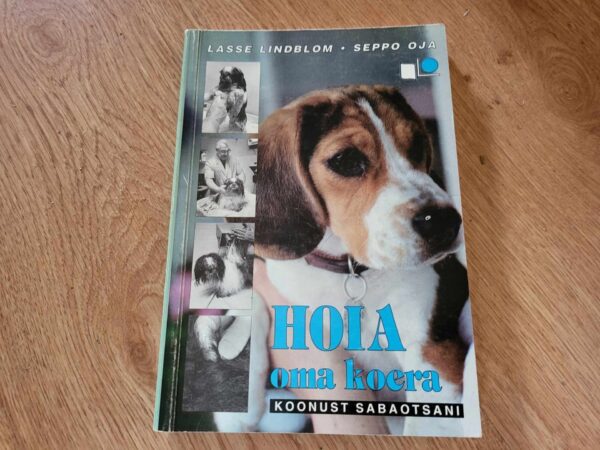 LASSE LINDBLOM • SEPPO OJA
HOIA
oma koera
KOONUST SABAOTSANI